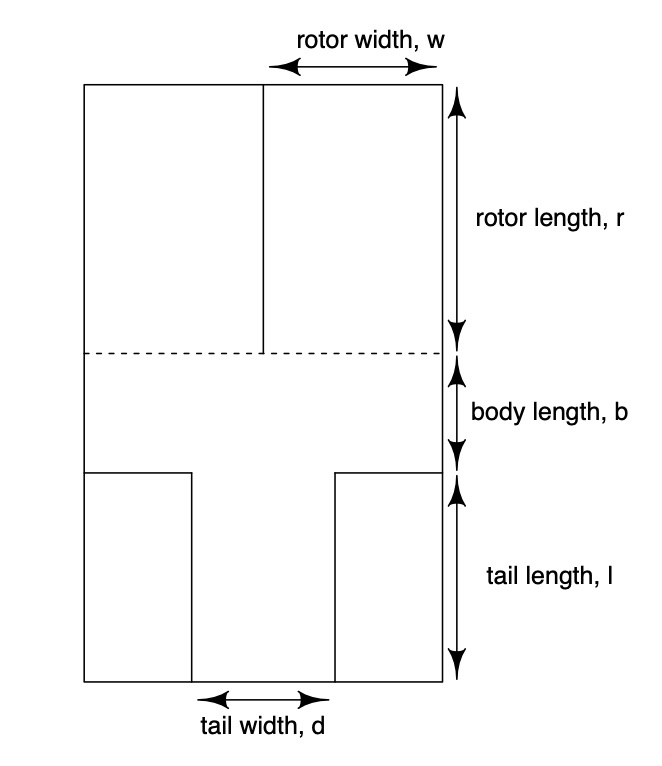 rotor width, w
rotor length, r
body length, b
tail length, l
tail width, d